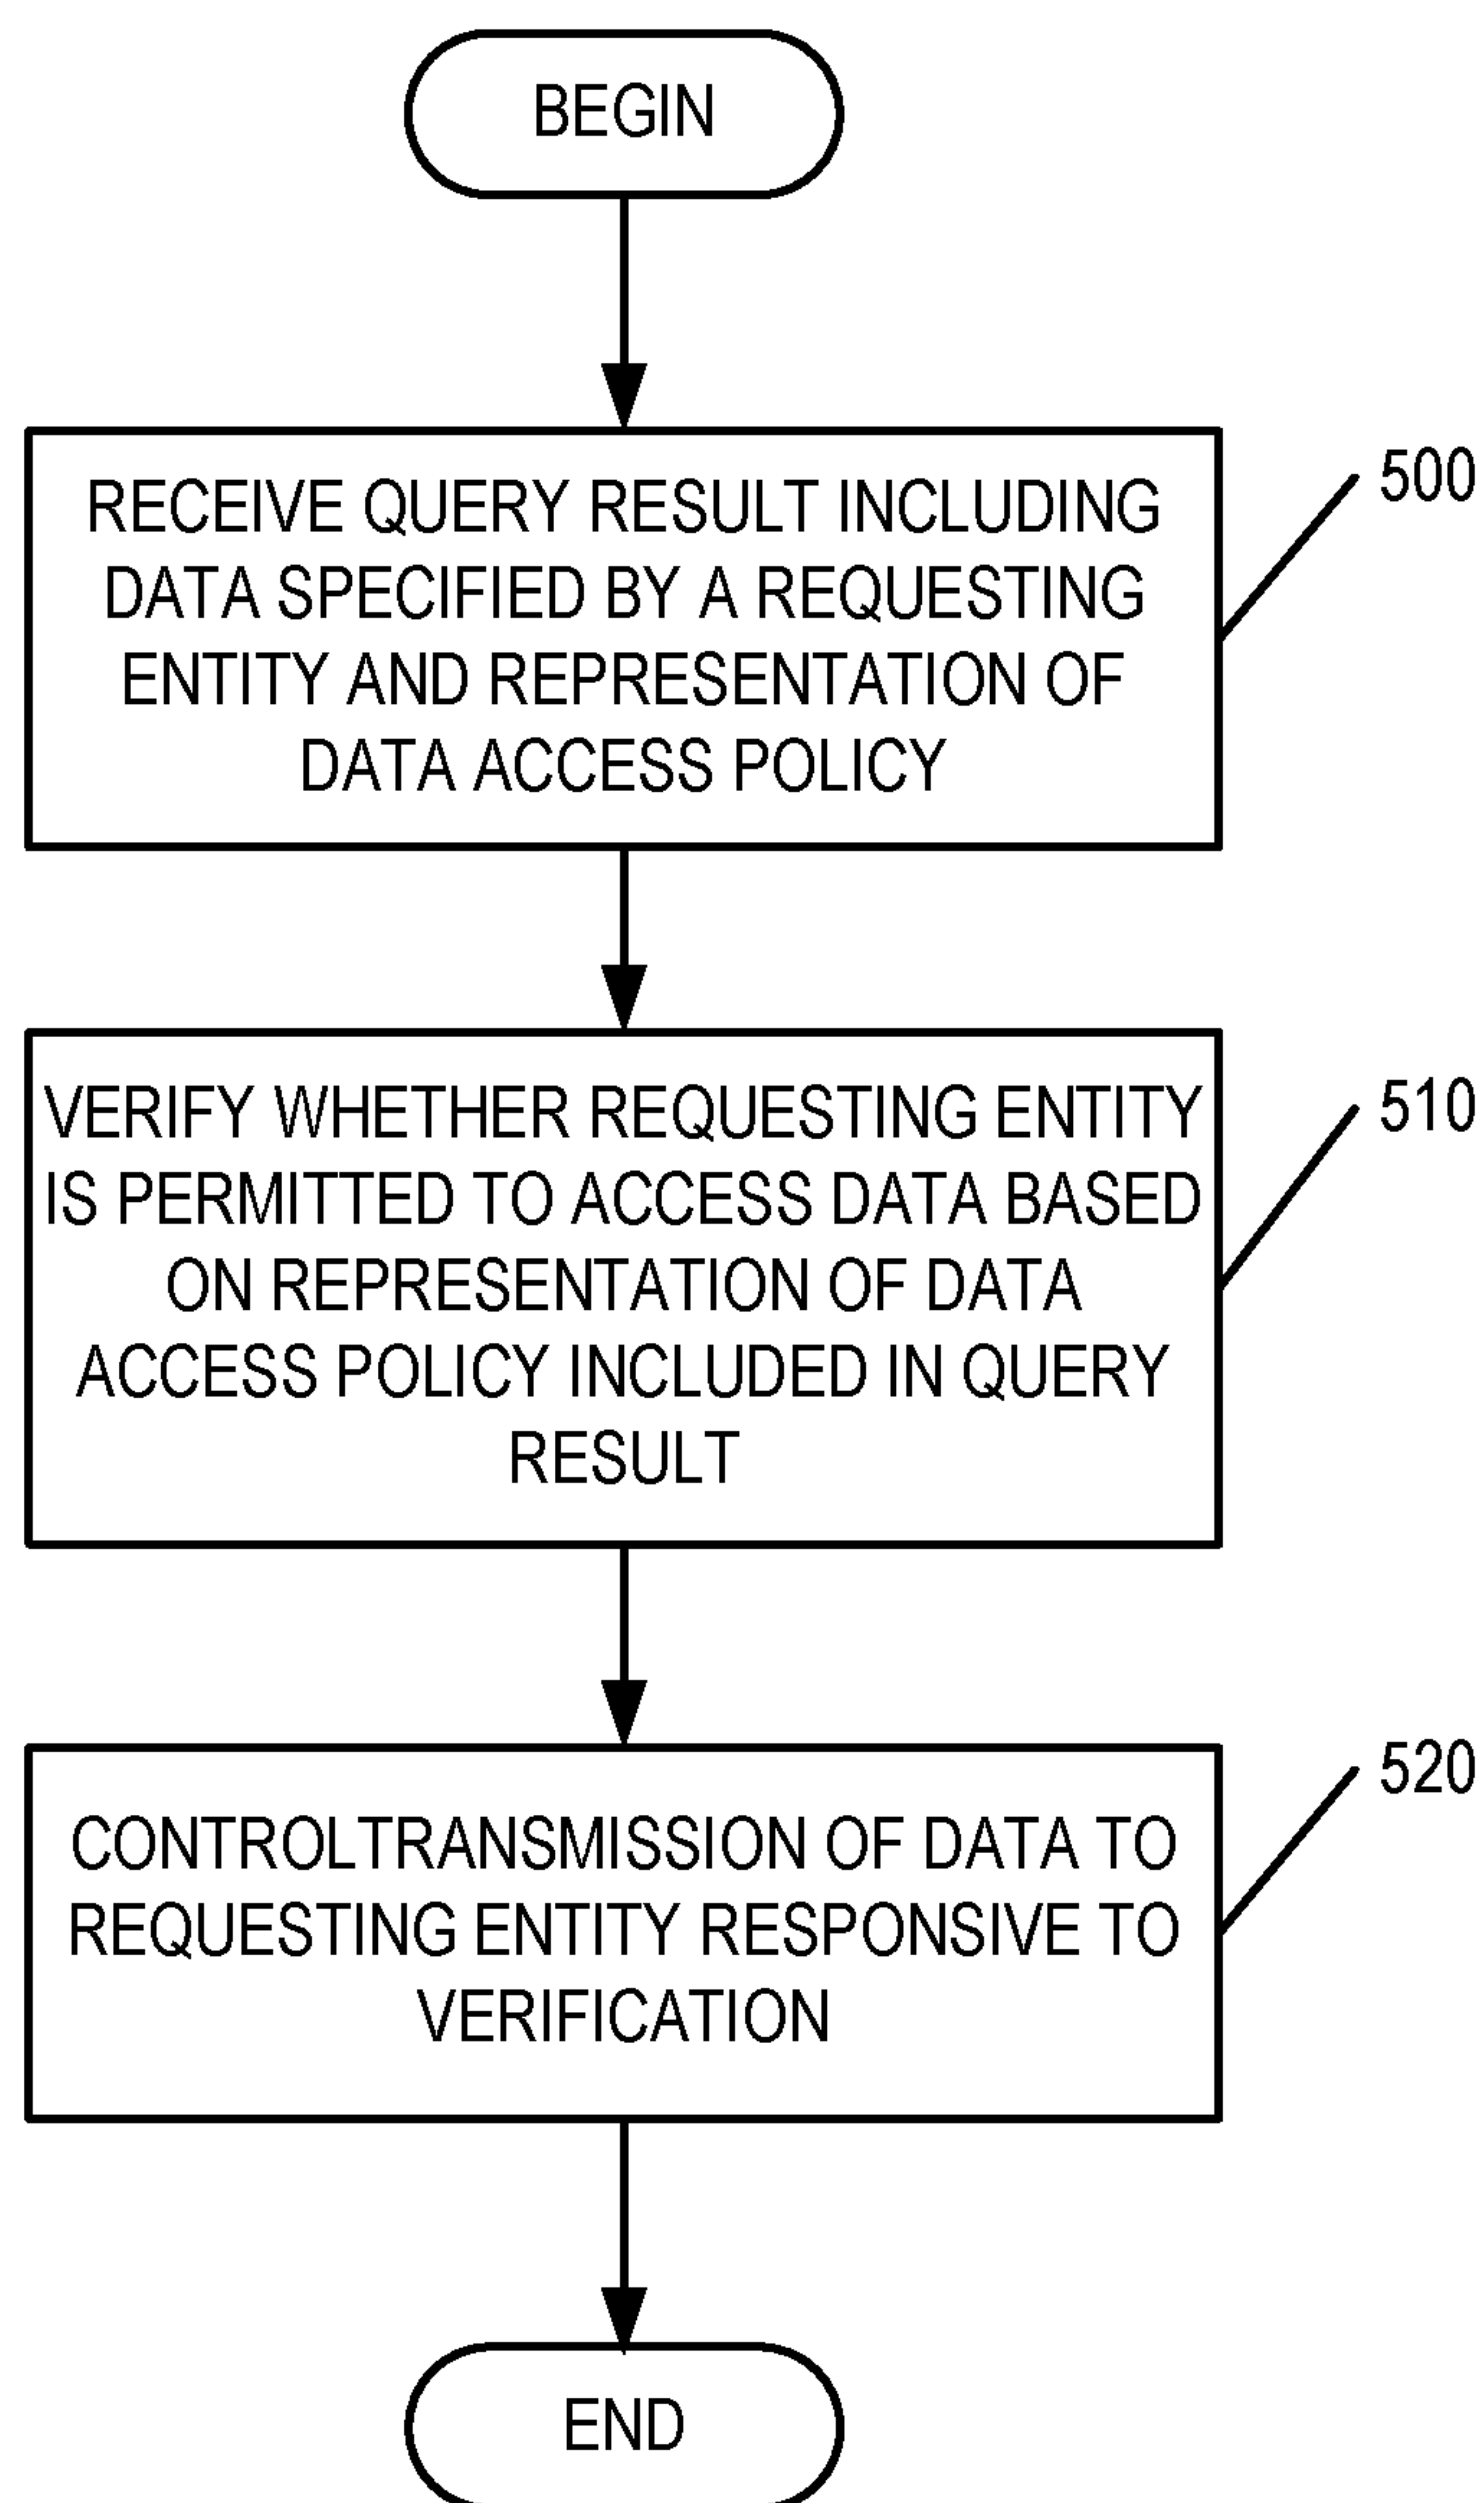 BEGIN
RECEIVE QUERY RESULT INCLUDING
DATA SPECIFIED BY A REQUESTING
ENTITY AND REPRESENTATION OF
DATA ACCESS POLICY
500
VERIFY WHETHER REQUESTING ENTITY
IS PERMITTED TO ACCESS DATA BASED
ON REPRESENTATION OF DATA
ACCESS POLICY INCLUDED IN QUERY
RESULT
510
CONTROLTRANSMISSION OF DATA TO
REQUESTING ENTITY RESPONSIVE TO
VERIFICATION
520
END